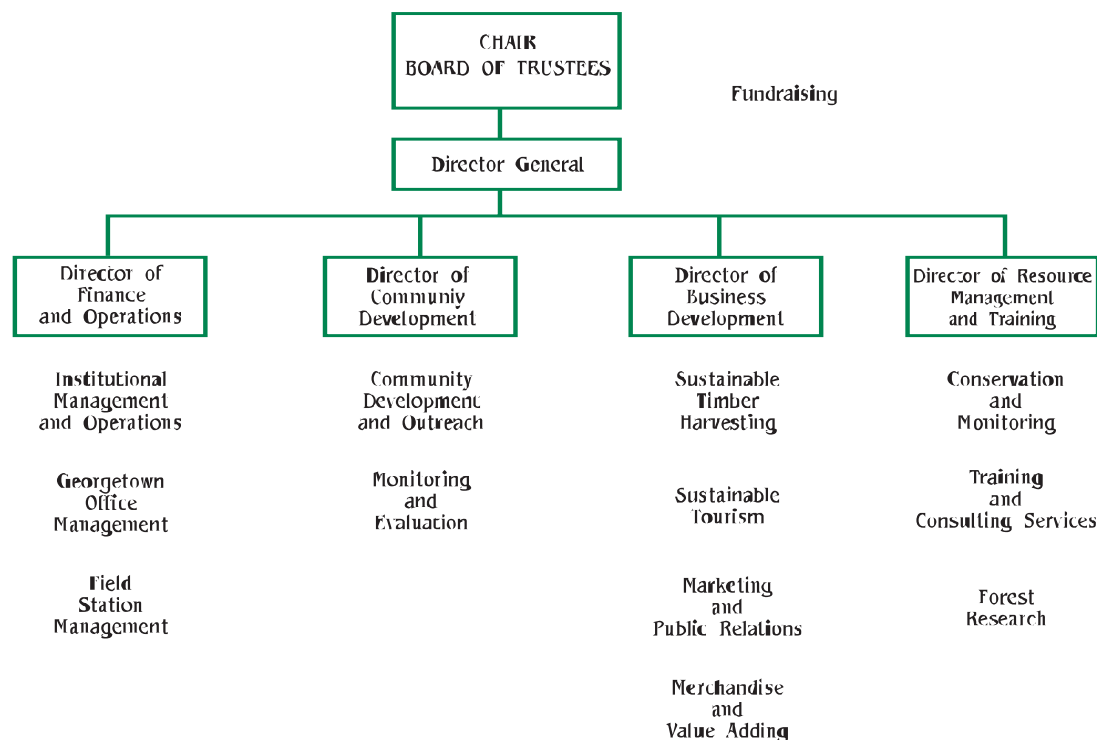 CHAIR
BOARD OF TRUSTEES
Fundraising
Director General
Director of
Finance
and Operations
Director of
Communiy
Development
Director of
Business
Development
Director of Resource
Management
and Training
Institutional
Management
and Operations
Georgetown
Office
Management
Field
Station
Management
Community
Development
and Outreach
Monitoring
and
Evaluation
Sustainable
Timber
Harvesting
Sustainable
Tourism
Marketing
and
Public Relations
Merchandise
and
Value Adding
Conservation
and
Monitoring
Training
and
Consulting Services
Forest
Research